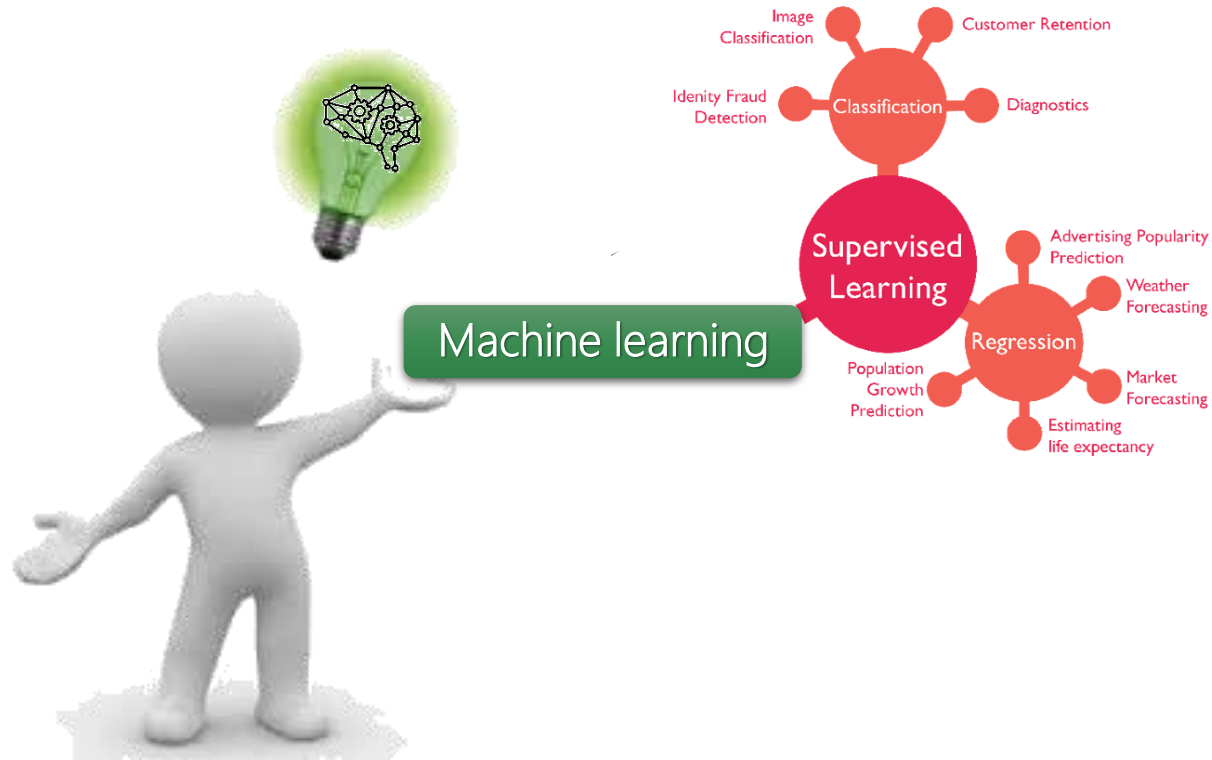 Image
Classification
Customer Retention
Idenity Fraud
Detection
Classification
Diagnostics
Supervised
Learning
Advertising Popularity
Prediction
Weather
Forecasting
Machine learning
Regression
Population
Growth
Prediction
Market
Forecasting
Estimating
life expectancy